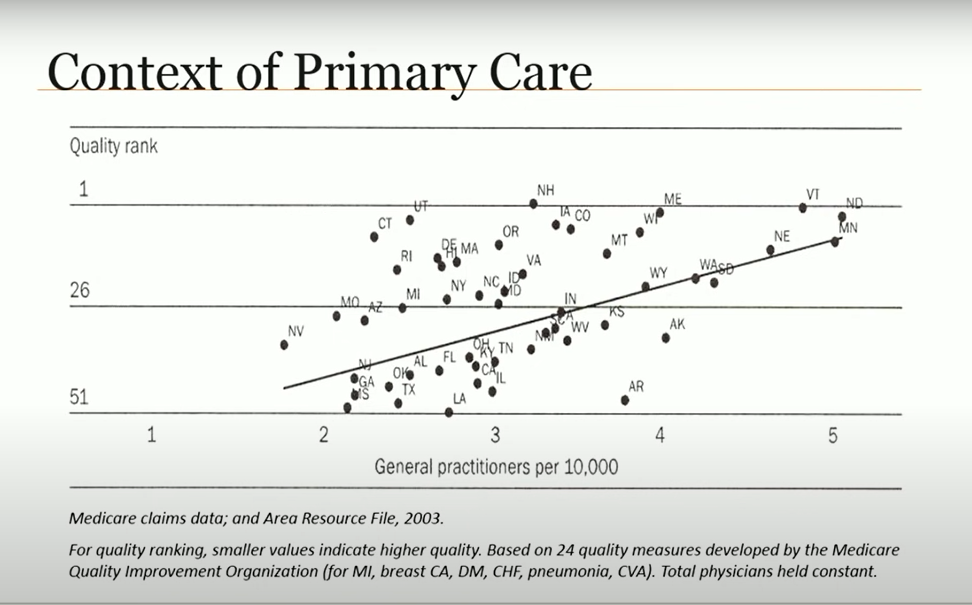 Context of Primary Care
Quality rank
1
NH
UT
ME
VT
ND
CT
IA
CO
WI
MN
OR
DE
HI
MA
MT
NE
RI
VA
WA
SD
NY
NC
ID
MD
WY
26
MO
AZ
MI
IN
KS
NV
WV
AK
OH
KY
TN
NJ
GA
MS
OK
AL
FL
CA
IL
TX
LA
AR
51
1 2 3 4 5
General practitioners per 10,000
Medicare claims data; and Area Resource File, 2003.
For quality ranking, smaller values indicate higher quality. Based on 24 quality measures developed by the Medicare
Quality Improvement Organization (for MI, breast CA, DM, CHF, pneumonia, CVA). Total physicians held constant.